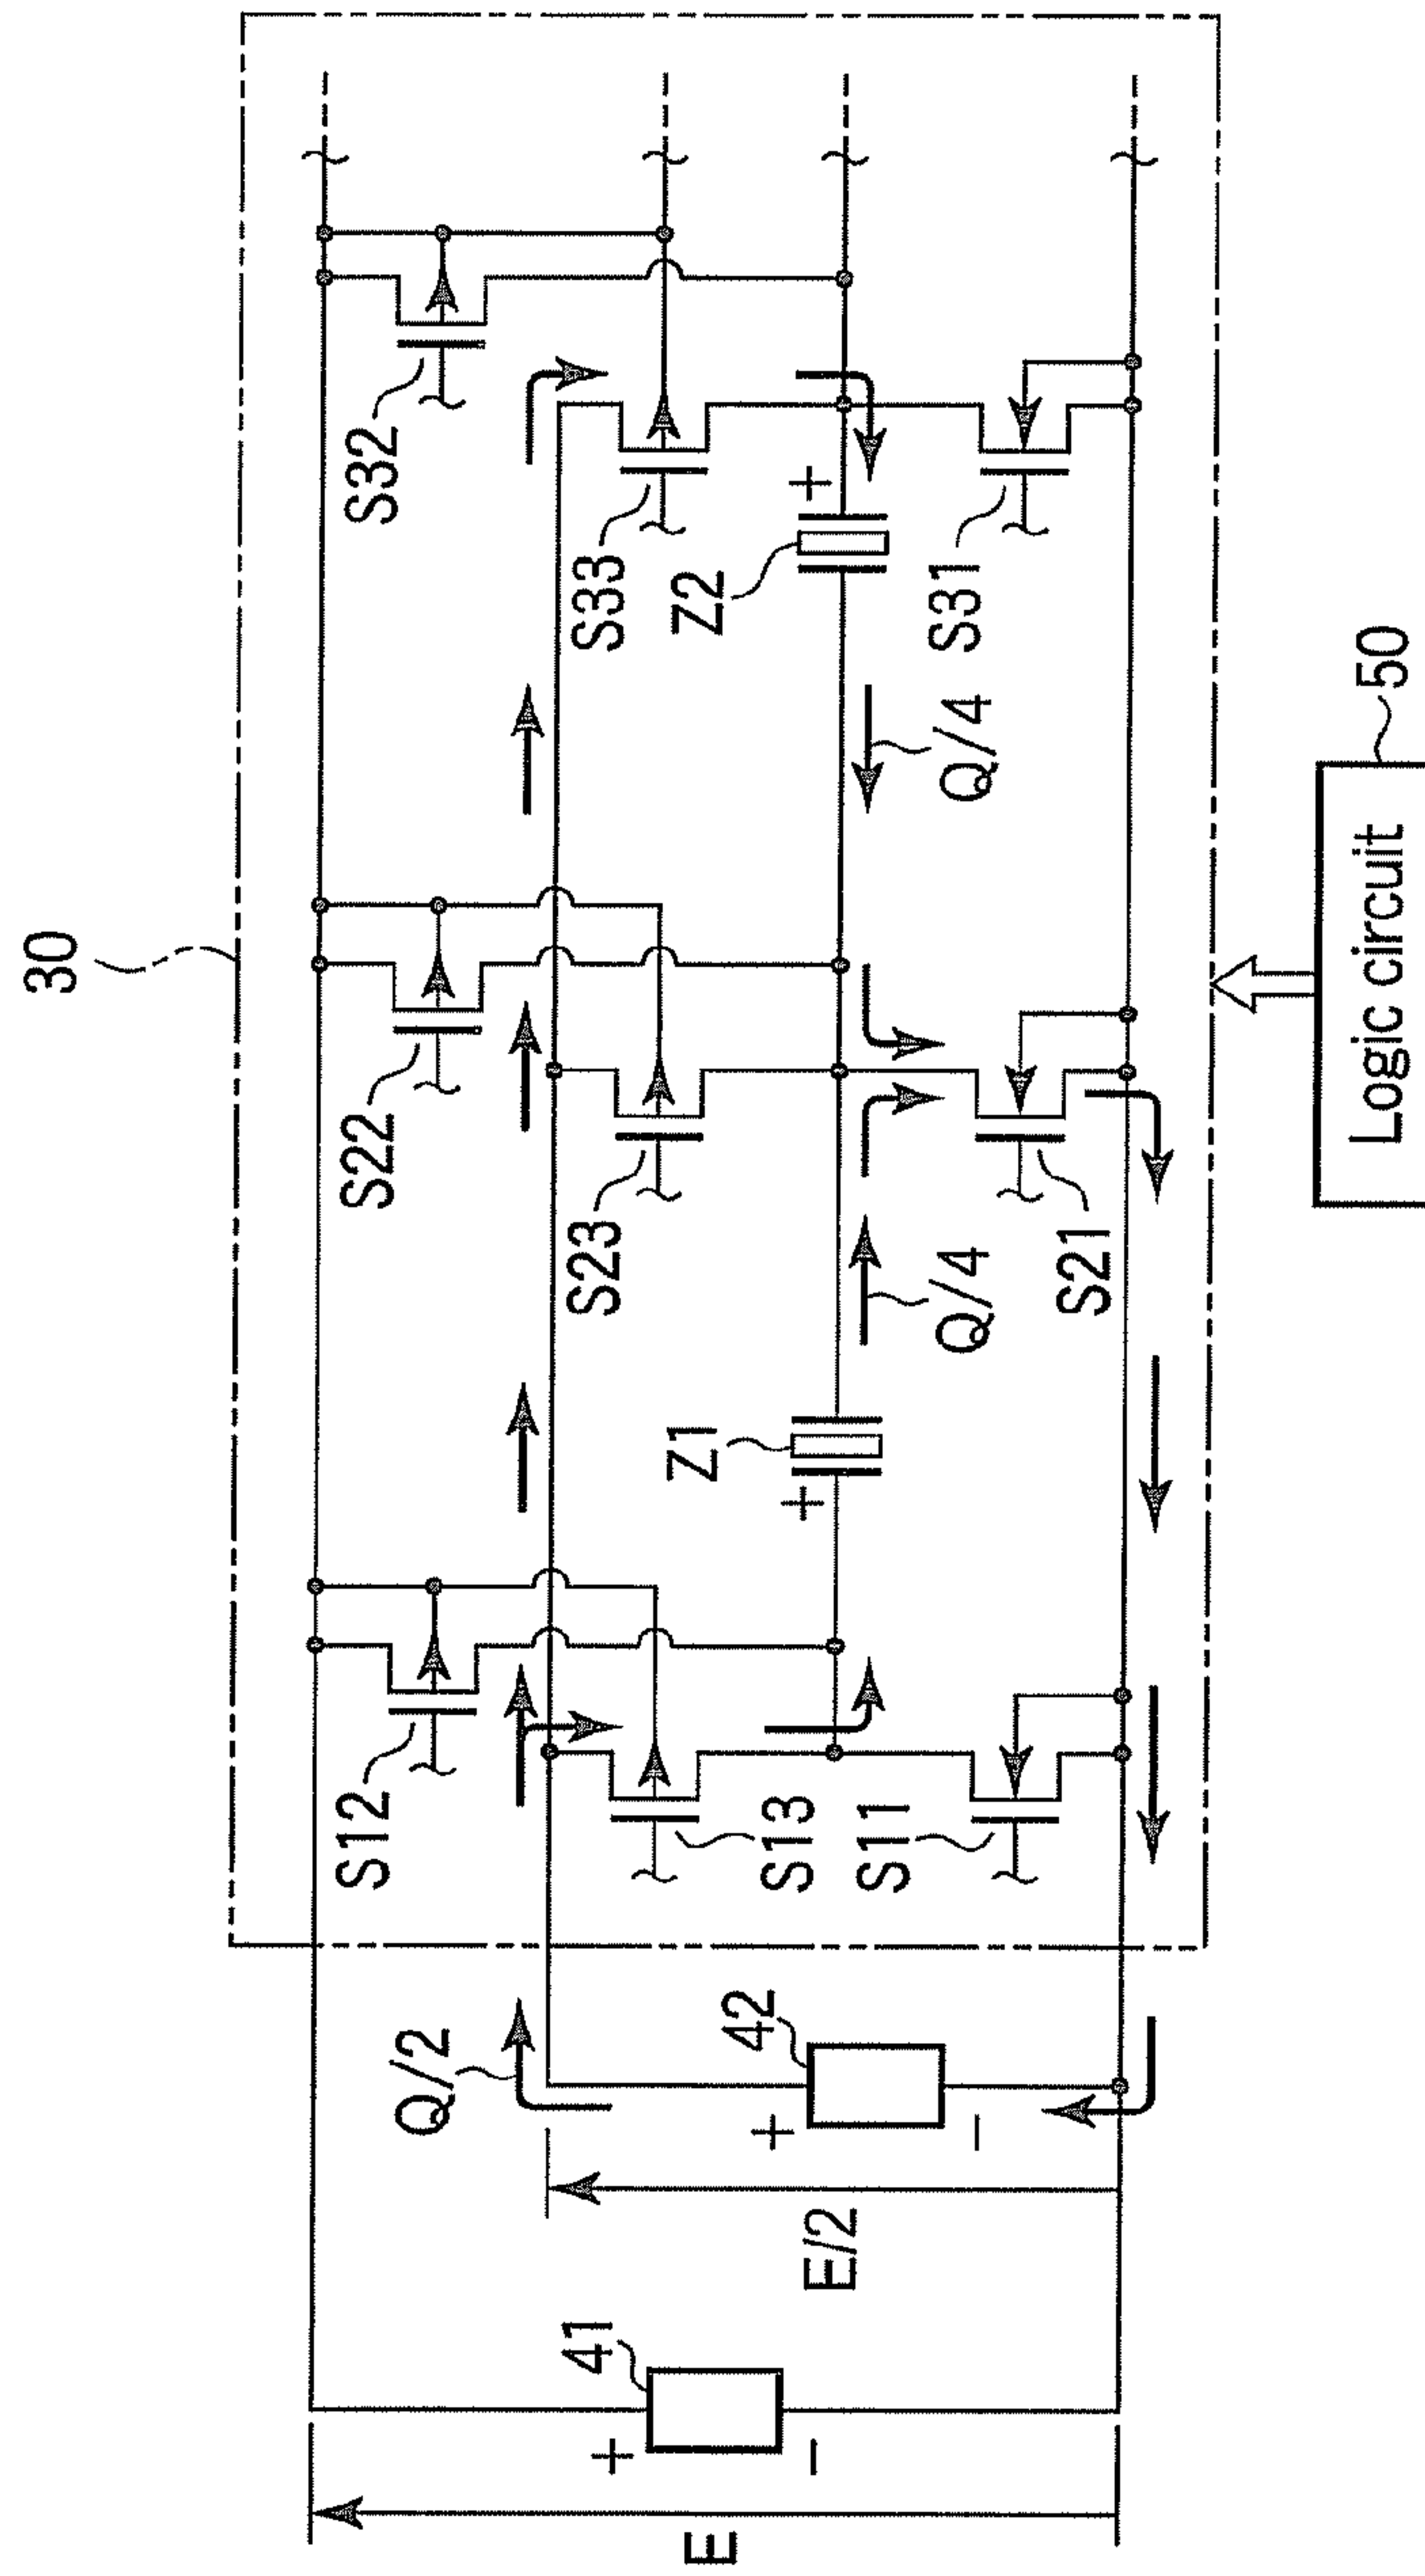 30
S12
S22
S32
Q/2
S13
S23
S33
41
+
−
E
E/2
42
+
−
Z1
+
Z2
+
S11
Q/4
S21
Q/4
S31
Logic circuit
50